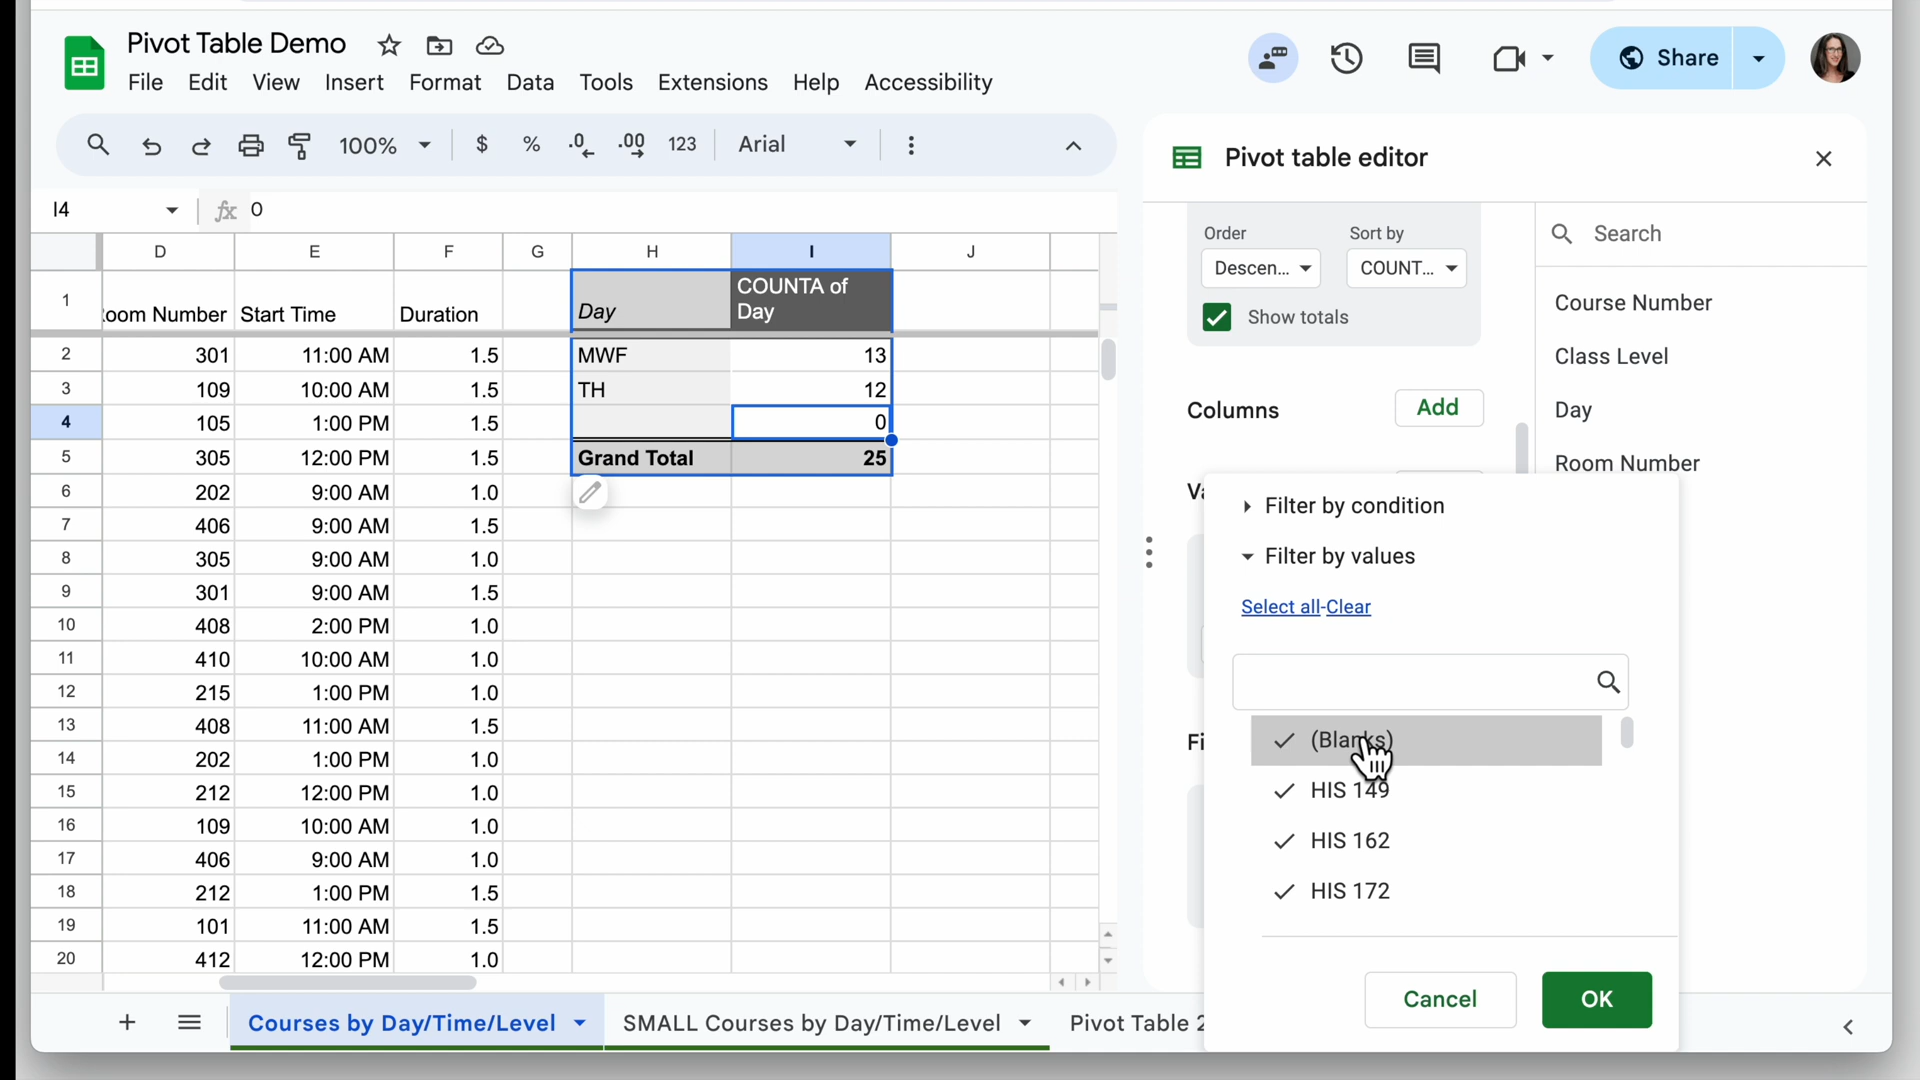 Pivot Table Demo
File Edit View Insert Format Data Tools Extensions Help Accessibility
Share
100% $ % .0 .00 123 Arial
Pivot table editor
I4 fx 0
D E F G H I J
1 oom Number Start Time Duration Day COUNTA of Day
2 301 11:00 AM 1.5 MWF 13
3 109 10:00 AM 1.5 TH 12
4 105 1:00 PM 1.5 0
5 305 12:00 PM 1.5 Grand Total 25
6 202 9:00 AM 1.0
7 406 9:00 AM 1.5
8 305 9:00 AM 1.0
9 301 9:00 AM 1.5
10 408 2:00 PM 1.0
11 410 10:00 AM 1.0
12 215 1:00 PM 1.0
13 408 11:00 AM 1.5
14 202 1:00 PM 1.0
15 212 12:00 PM 1.0
16 109 10:00 AM 1.0
17 406 9:00 AM 1.0
18 212 1:00 PM 1.5
19 101 11:00 AM 1.5
20 412 12:00 PM 1.0
Order Sort by
Descen... COUNT...
Show totals
Columns Add
Va
Fi
Search
Course Number
Class Level
Day
Room Number
Filter by condition
Filter by values
Select all-Clear
(Blanks)
HIS 149
HIS 162
HIS 172
Cancel OK
Courses by Day/Time/Level SMALL Courses by Day/Time/Level Pivot Table 2